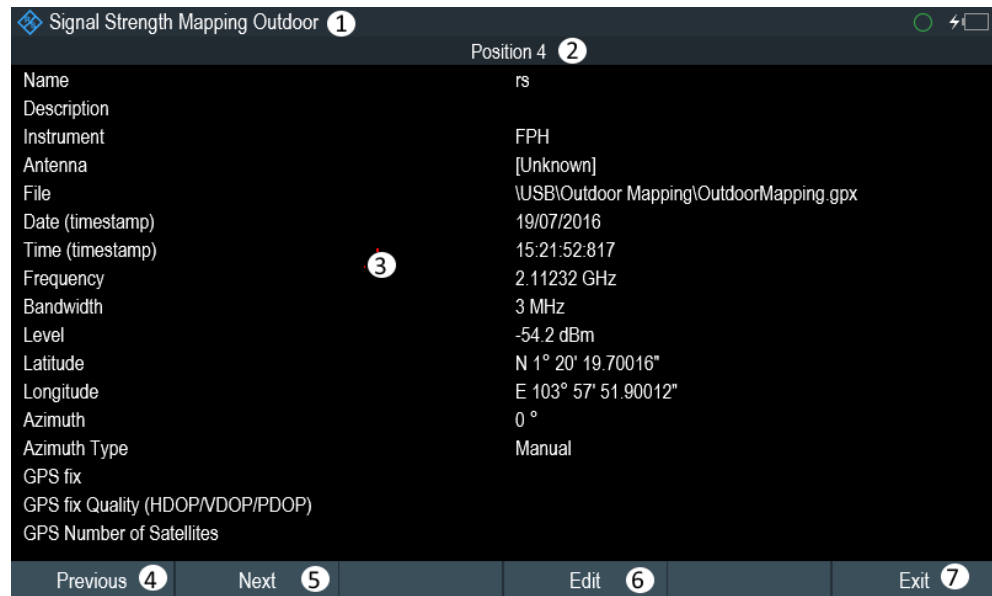 Signal Strength Mapping Outdoor 1
Position 4 2
Name rs
Description
Instrument FPH
Antenna [Unknown]
File \USB\Outdoor Mapping\OutdoorMapping.gpx
Date (timestamp) 19/07/2016
Time (timestamp) 15:21:52:817
3
Frequency 2.11232 GHz
Bandwidth 3 MHz
Level -54.2 dBm
Latitude N 1° 20' 19.70016"
Longitude E 103° 57' 51.90012"
Azimuth 0 °
Azimuth Type Manual
GPS fix
GPS fix Quality (HDOP/VDOP/PDOP)
GPS Number of Satellites
Previous 4 Next 5 Edit 6 Exit 7